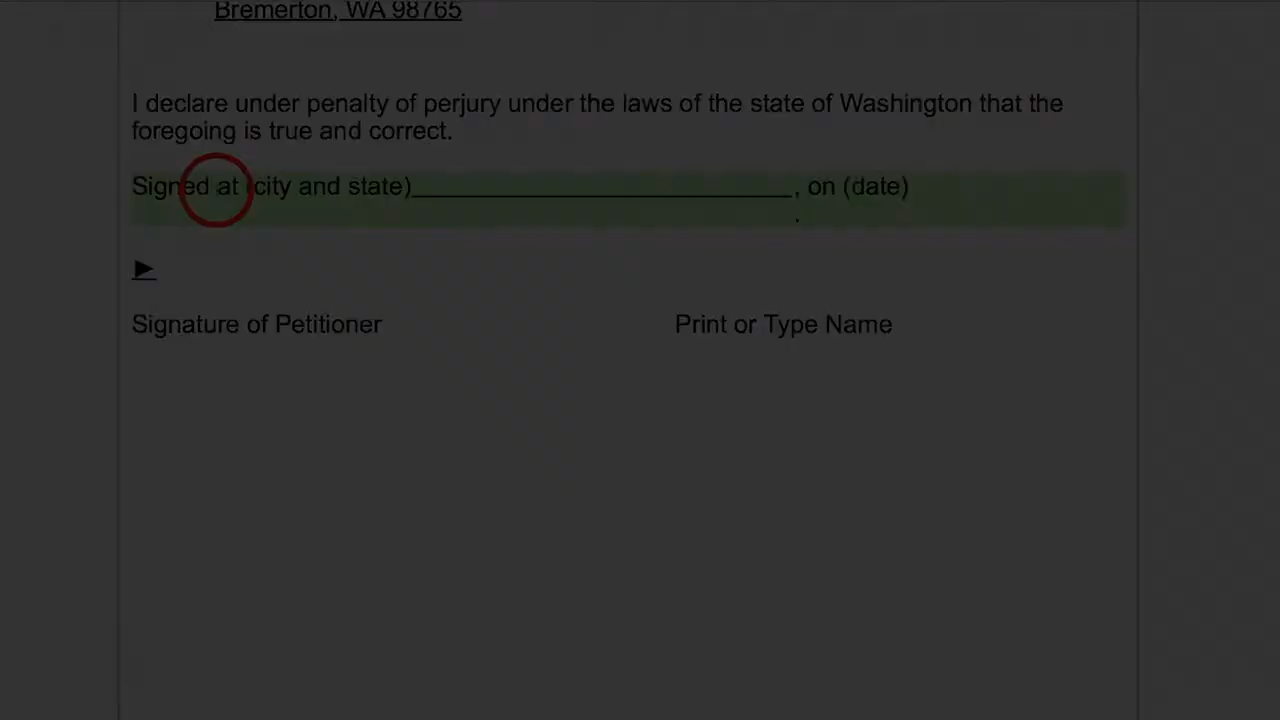 Bremerton, WA 98765
I declare under penalty of perjury under the laws of the state of Washington that the
foregoing is true and correct.
Signed at (city and state)____________________________, on (date)
.
►
Signature of Petitioner Print or Type Name